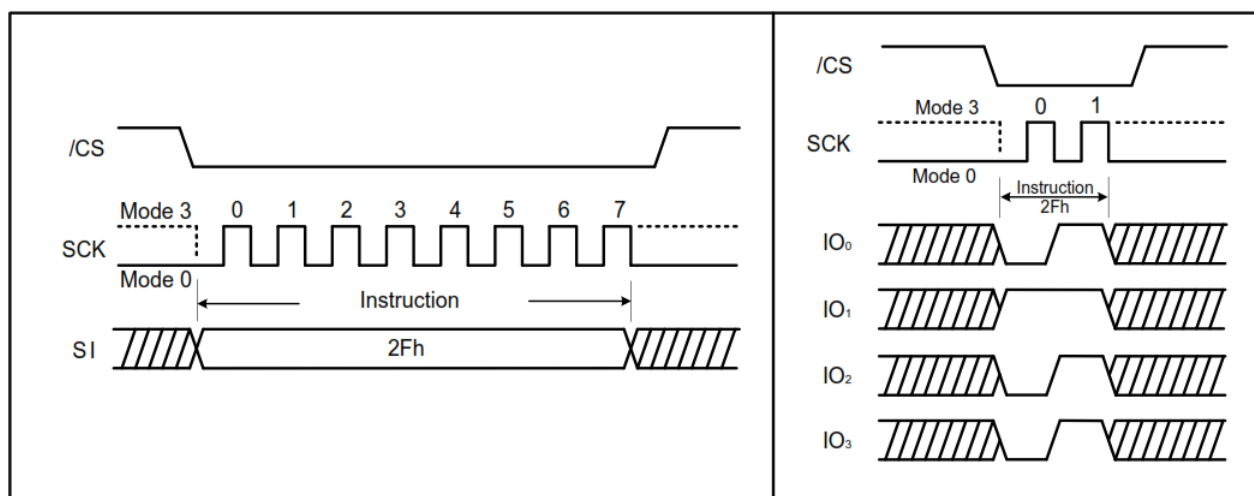 /CS
Mode 3 0 1 2 3 4 5 6 7
SCK
Mode 0
Instruction
SI 2Fh
/CS
Mode 3 0 1
SCK
Mode 0
Instruction
2Fh
IO₀
IO₁
IO₂
IO₃